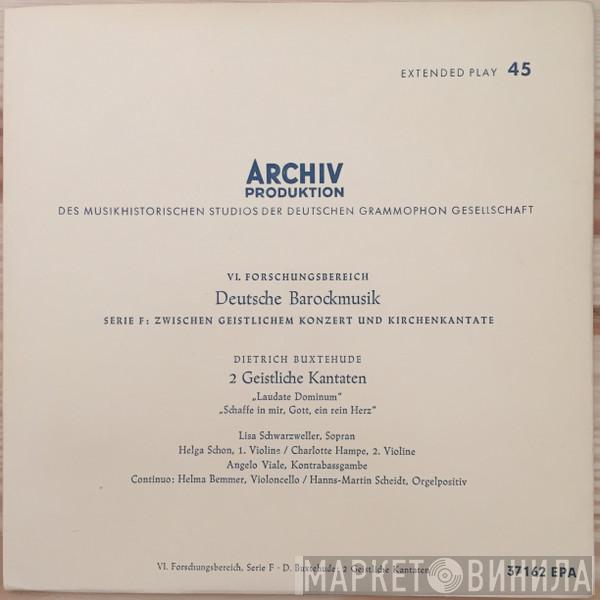 EXTENDED PLAY 45
ARCHIV
PRODUKTION
DES MUSIKHISTORISCHEN STUDIOS DER DEUTSCHEN GRAMMOPHON GESELLSCHAFT
VI. FORSCHUNGSBEREICH
Deutsche Barockmusik
SERIE F: ZWISCHEN GEISTLICHEM KONZERT UND KIRCHENKANTATE
DIETRICH BUXTEHUDE
2 Geistliche Kantaten
„Laudate Dominum“
„Schaffe in mir, Gott, ein rein Herz“
Lisa Schwarzweller, Sopran
Helga Schon, 1. Violine / Charlotte Hampe, 2. Violine
Angelo Viale, Kontrabassgambe
Continuo: Helma Bemmer, Violoncello / Hanns-Martin Scheidt, Orgelpositiv
VI. Forschungsbereich, Serie F - D. Buxtehude: 2 Geistliche Kantaten 37162 EPA
МАРКЕТ ВИНИЛА